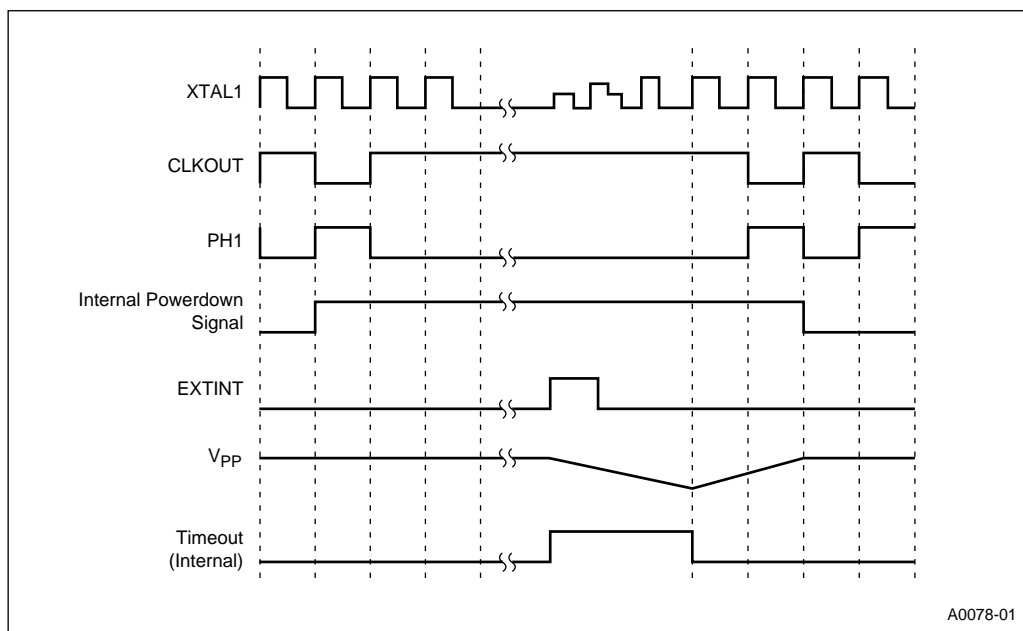 XTAL1
CLKOUT
PH1
Internal Powerdown
Signal
EXTINT
VPP
Timeout
(Internal)
A0078-01